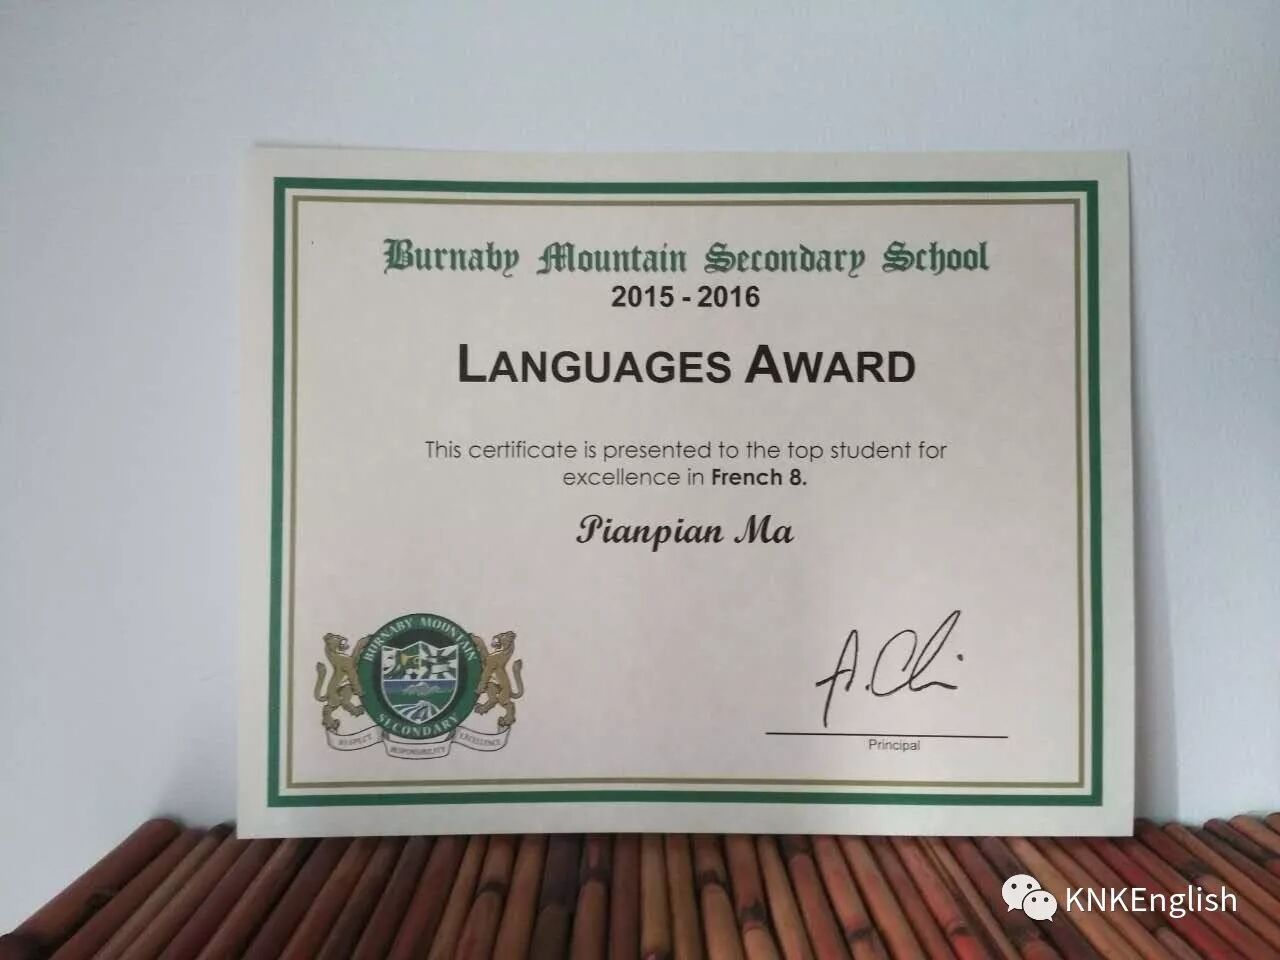 Burnaby Mountain Secondary School
2015 - 2016
LANGUAGES AWARD
This certificate is presented to the top student for
excellence in French 8.
Pianpian Ma
BURNABY MOUNTAIN
SECONDARY
RESPECT RESPONSIBILITY EXCELLENCE
Principal
KNKEnglish